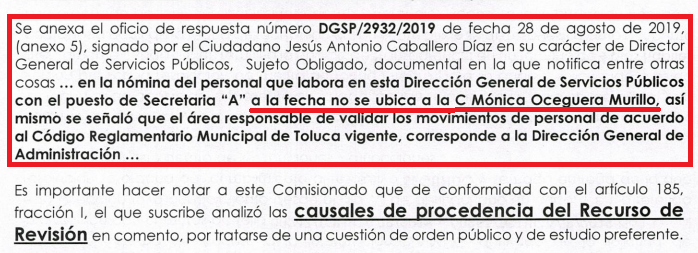 Se anexa el oficio de respuesta número DGSP/2932/2019 de fecha 28 de agosto de 2019,
(anexo 5), signado por el Ciudadano Jesús Antonio Caballero Díaz en su carácter de Director
General de Servicios Públicos, Sujeto Obligado, documental en la que notifica entre otras
cosas ... en la nómina del personal que labora en esta Dirección General de Servicios Públicos
con el puesto de Secretaria “A” a la fecha no se ubica a la C Mónica Oceguera Murillo, así
mismo se señaló que el área responsable de validar los movimientos de personal de acuerdo
al Código Reglamentario Municipal de Toluca vigente, corresponde a la Dirección General de
Administración ...
Es importante hacer notar a este Comisionado que de conformidad con el artículo 185,
fracción I, el que suscribe analizó las causales de procedencia del Recurso de
Revisión en comento, por tratarse de una cuestión de orden público y de estudio preferente.